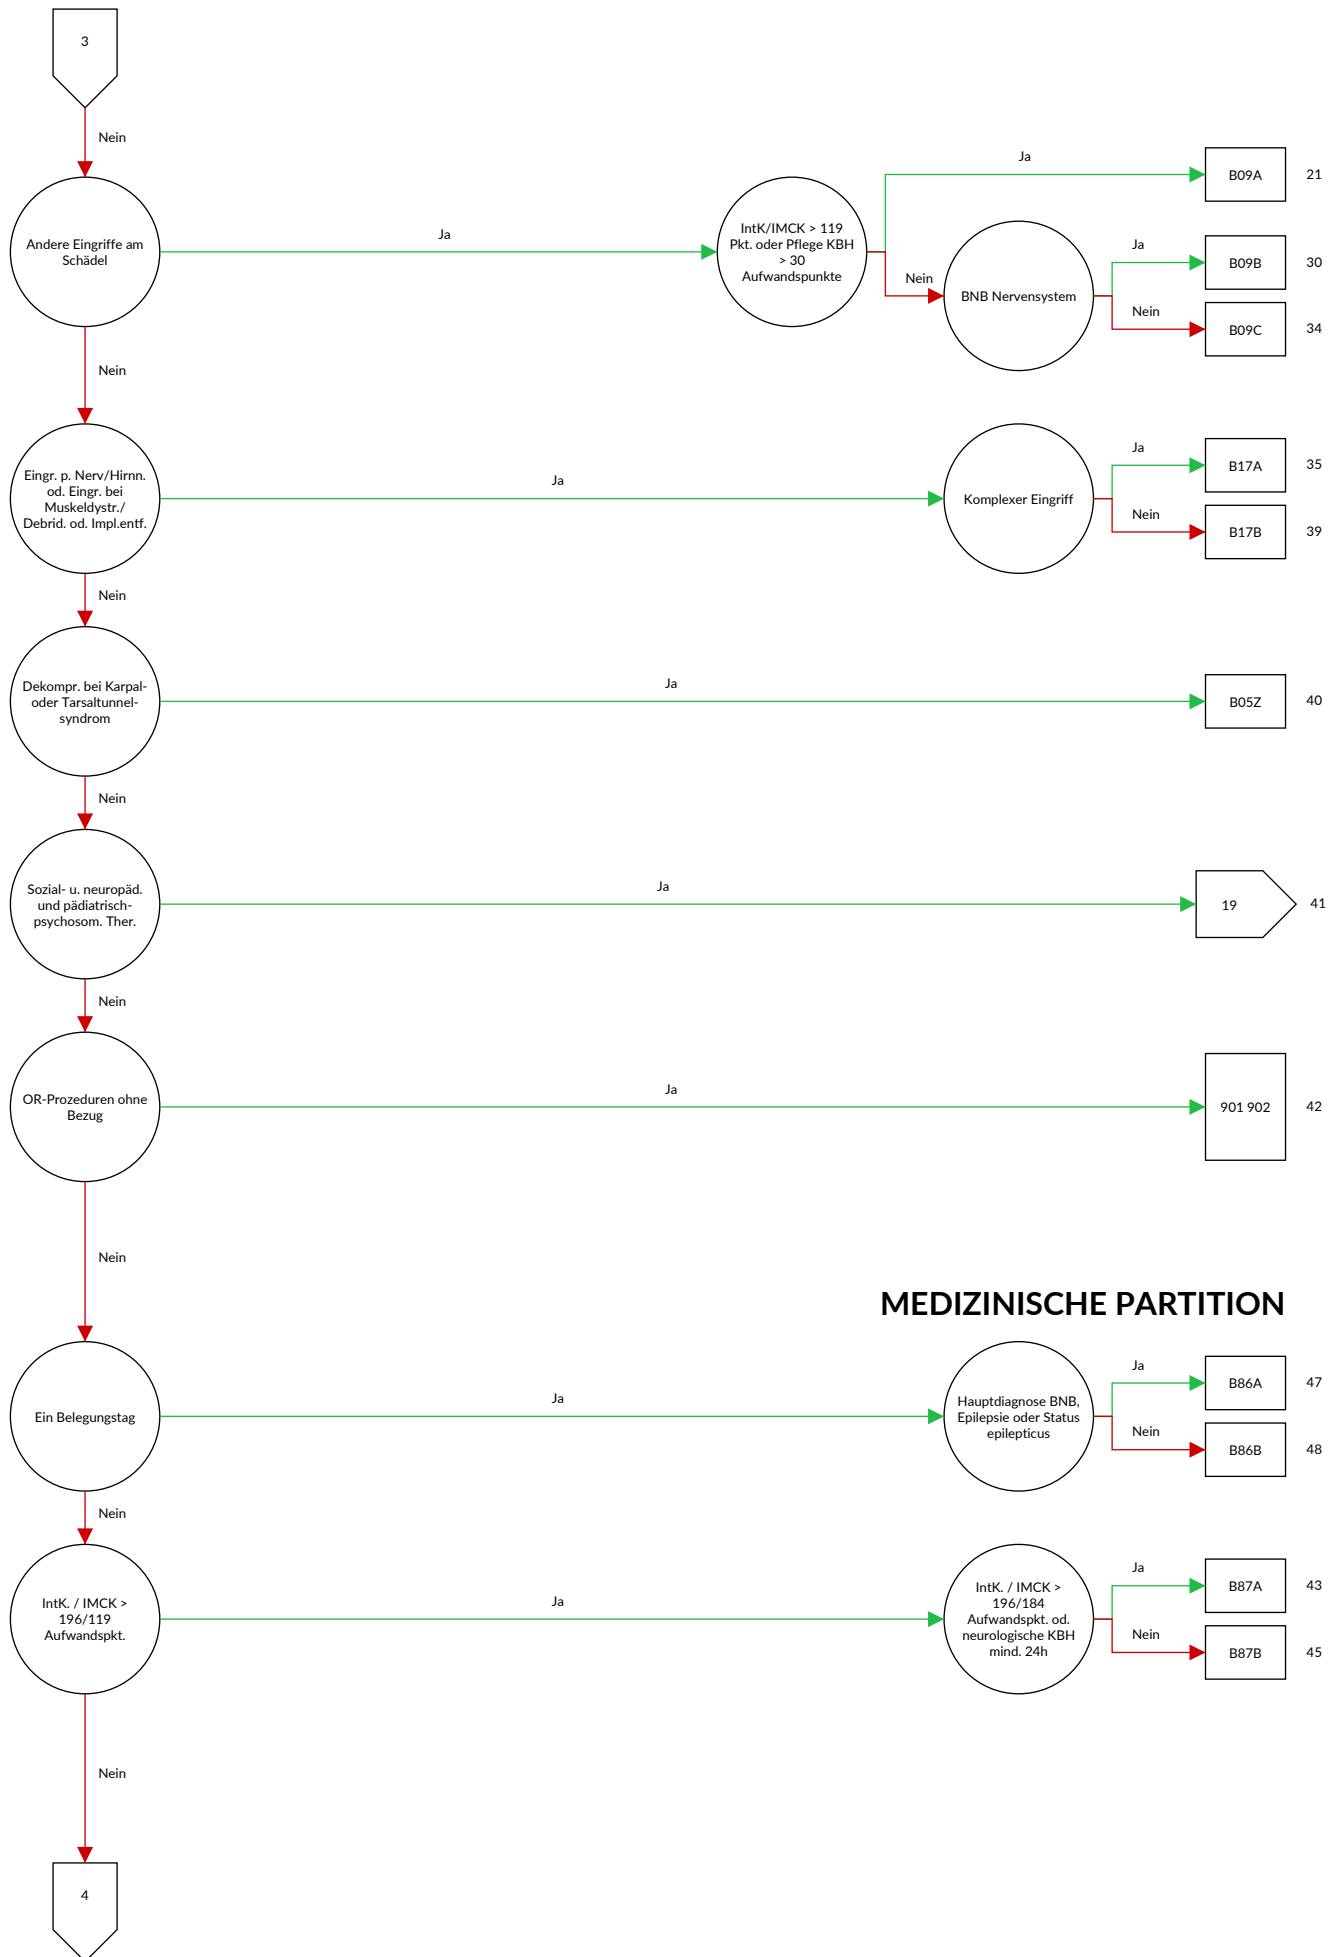 3
Nein
Ja
B09A
21
Andere Eingriffe am
Schädel
Ja
IntK/IMCK > 119
Pkt. oder Pflege KBH
> 30
Aufwandspunkte
Nein
BNB Nervensystem
Ja
B09B
30
Nein
B09C
34
Nein
Eingr. p. Nerv/Hirnn.
od. Eingr. bei
Muskeldystr./
Debrid. od. Impl.entf.
Ja
Komplexer Eingriff
Ja
B17A
35
Nein
B17B
39
Nein
Dekompr. bei Karpal-
oder Tarsaltunnel-
syndrom
Ja
B05Z
40
Nein
Sozial- u. neuropäd.
und pädiatrisch-
psychosom. Ther.
Ja
19
41
Nein
OR-Prozeduren ohne
Bezug
Ja
901 902
42
Nein
MEDIZINISCHE PARTITION
Ein Belegungstag
Ja
Hauptdiagnose BNB,
Epilepsie oder Status
epilepticus
Ja
B86A
47
Nein
B86B
48
Nein
IntK. / IMCK >
196/119
Aufwandspkt.
Ja
IntK. / IMCK >
196/184
Aufwandspkt. od.
neurologische KBH
mind. 24h
Ja
B87A
43
Nein
B87B
45
Nein
4